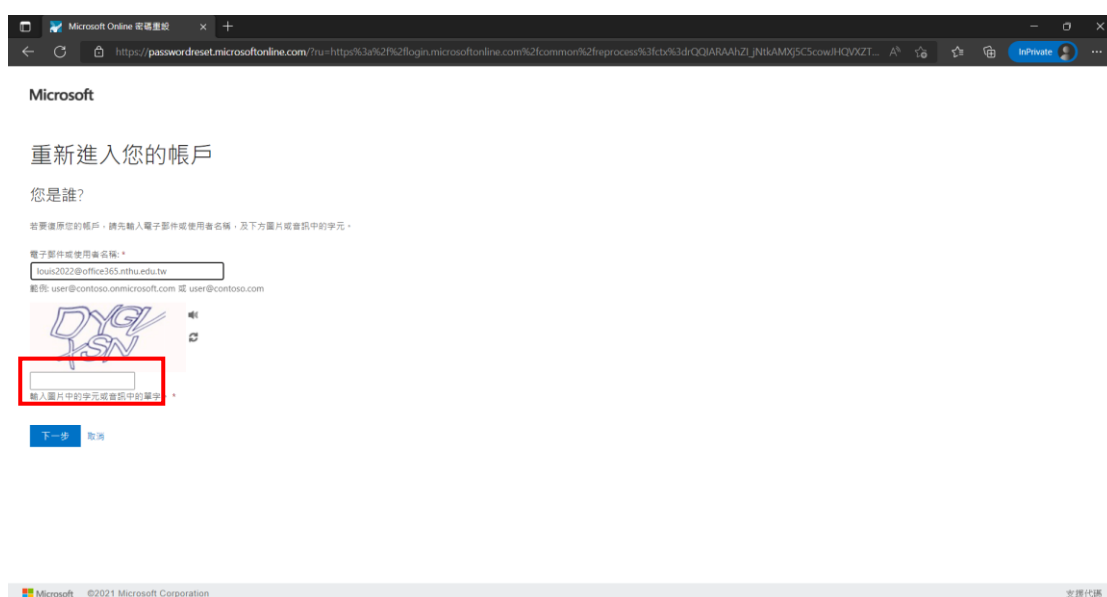 Microsoft Online 密碼重設
https://passwordreset.microsoftonline.com/?ru=https%3a%2f%2flogin.microsoftonline.com%2fcommon%2freprocess%3fctx%3drQQIARAAhZI_jNtkAMXj5C5cowJHQVXZT...
InPrivate
Microsoft
重新進入您的帳戶
您是誰?
若要還原您的帳戶，請先輸入電子郵件或使用者名稱，及下方圖片或音訊中的字元。
電子郵件或使用者名稱: *
louis2022@office365.nthu.edu.tw
範例: user@contoso.onmicrosoft.com 或 user@contoso.com
輸入圖片中的字元或音訊中的單字。 *
下一步 取消
Microsoft ©2021 Microsoft Corporation
支援代碼